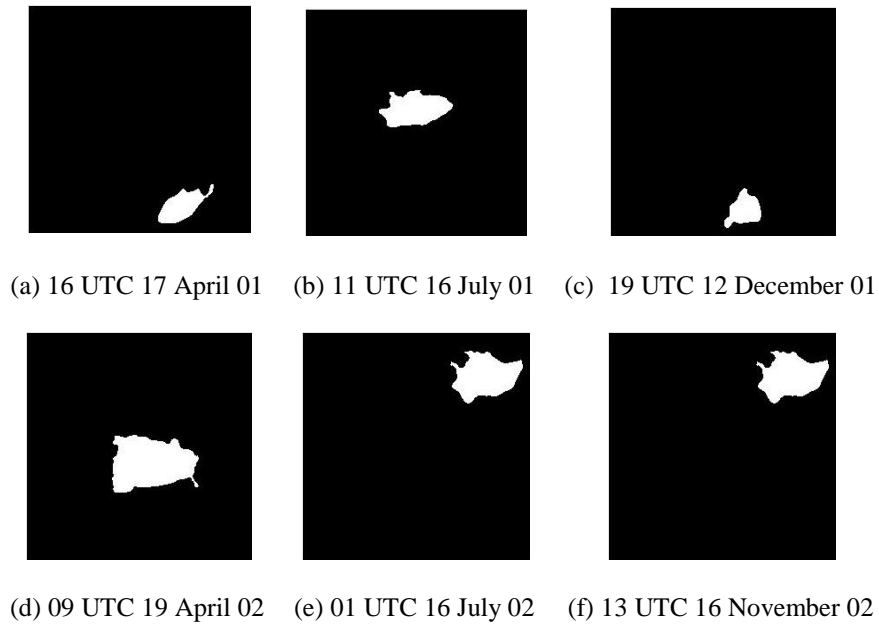 (a) 16 UTC 17 April 01 (b) 11 UTC 16 July 01 (c) 19 UTC 12 December 01
(d) 09 UTC 19 April 02 (e) 01 UTC 16 July 02 (f) 13 UTC 16 November 02